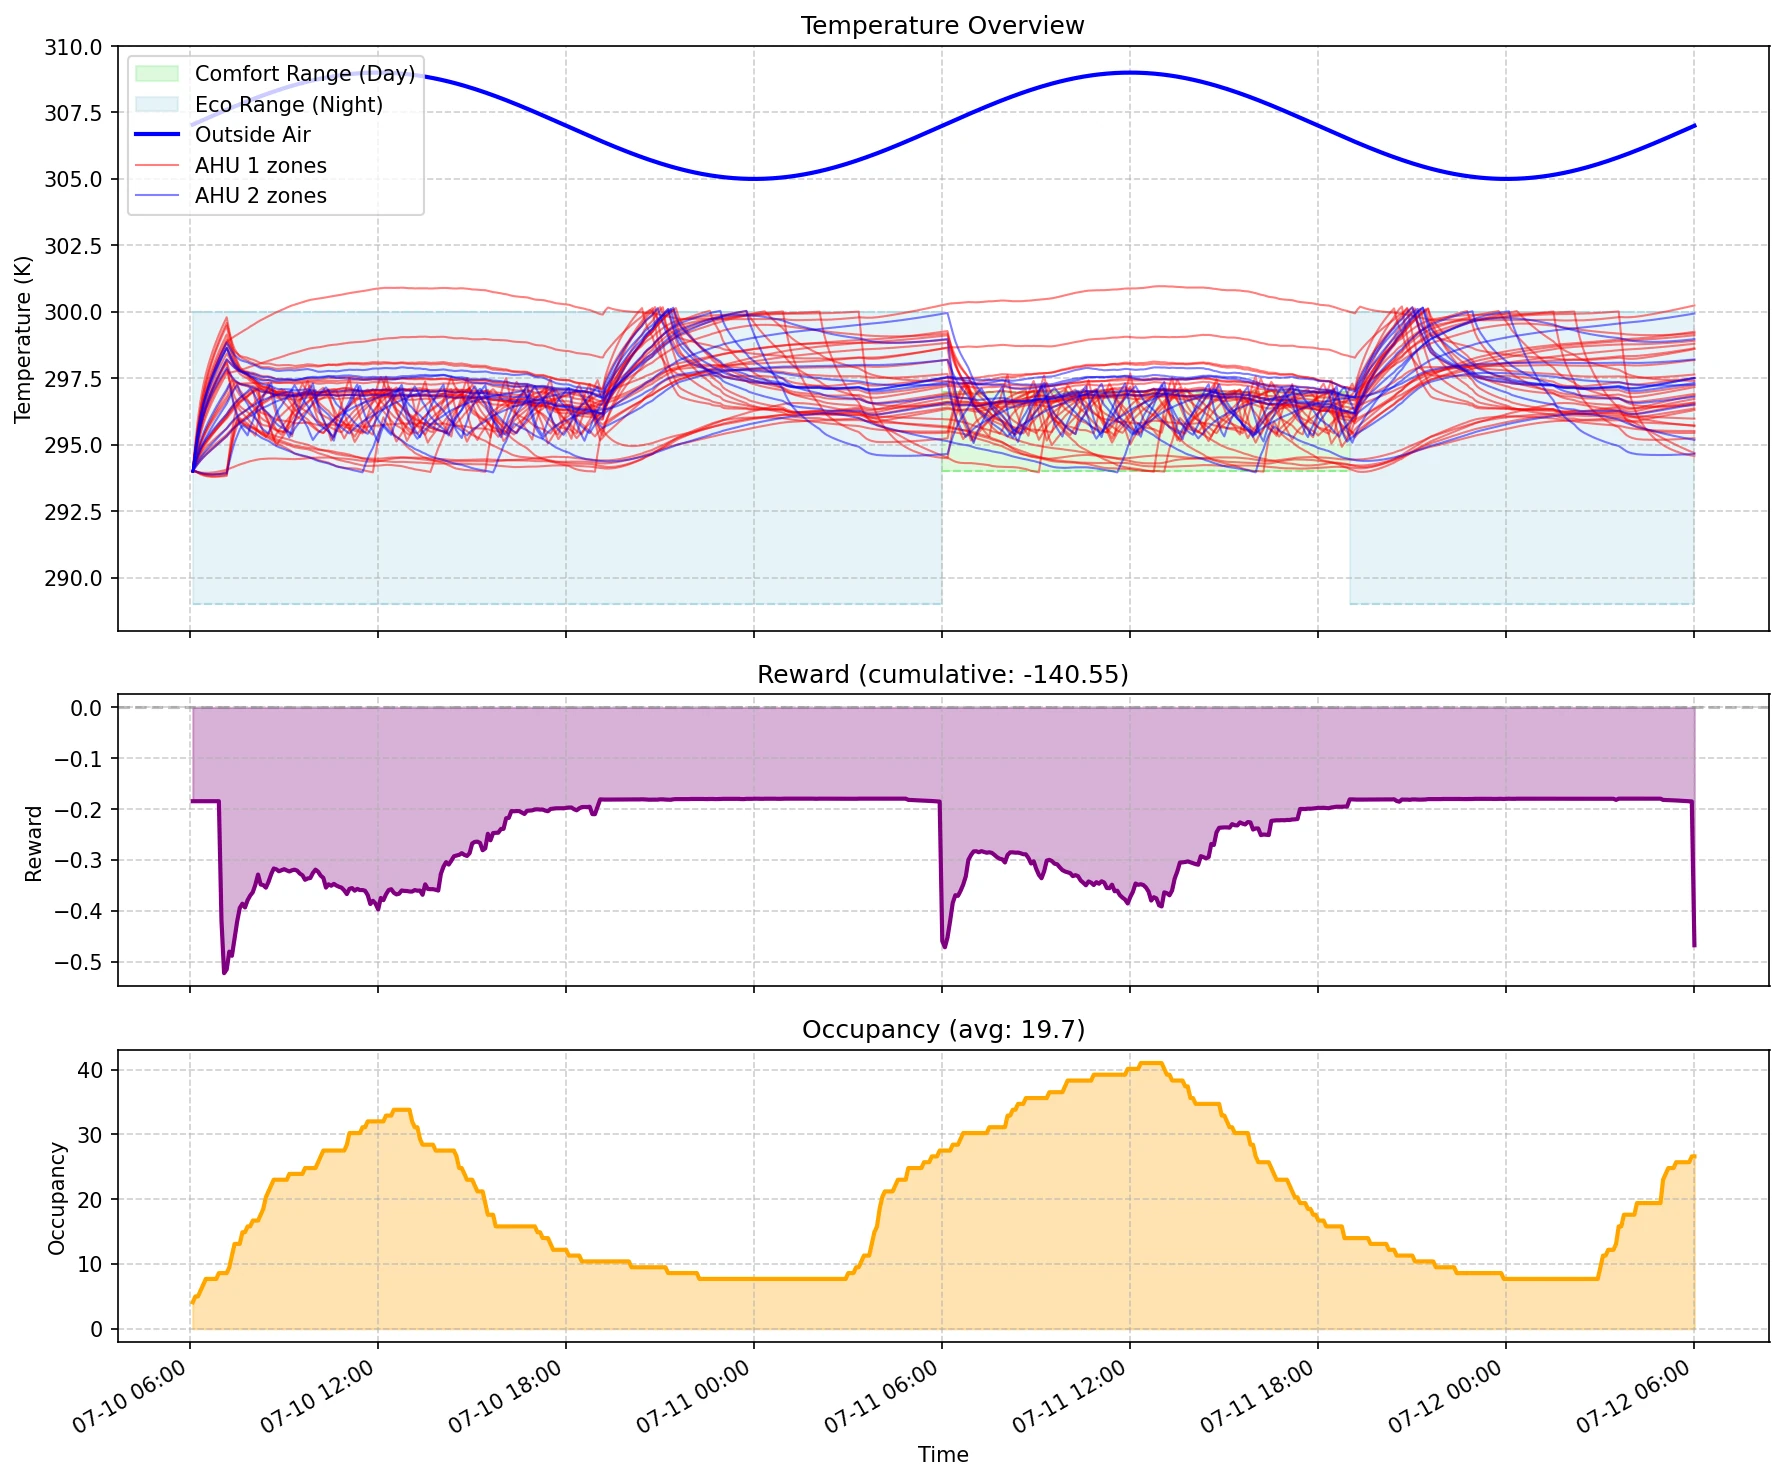 Temperature Overview
310.0
307.5
305.0
302.5
300.0
297.5
295.0
292.5
290.0
Temperature (K)
Comfort Range (Day)
Eco Range (Night)
Outside Air
AHU 1 zones
AHU 2 zones
Reward (cumulative: -140.55)
0.0
−0.1
−0.2
−0.3
−0.4
−0.5
Reward
Occupancy (avg: 19.7)
40
30
20
10
0
Occupancy
07-10 06:00
07-10 12:00
07-10 18:00
07-11 00:00
07-11 06:00
07-11 12:00
07-11 18:00
07-12 00:00
07-12 06:00
Time